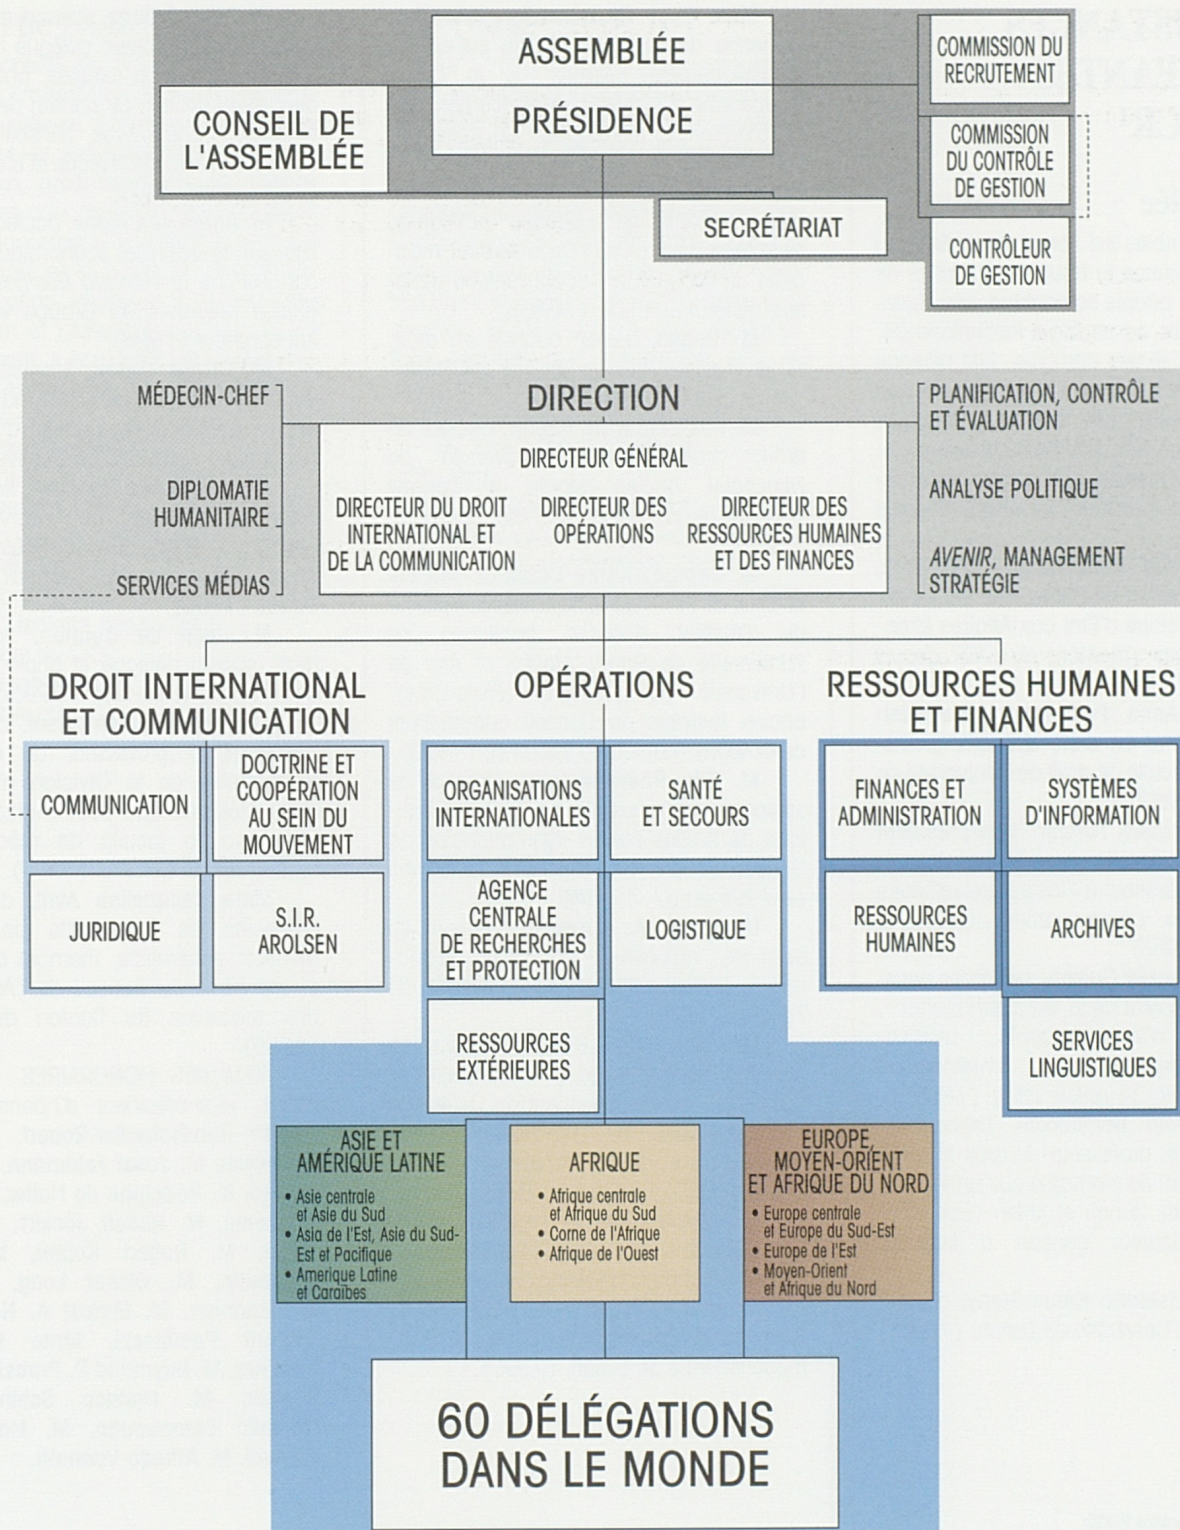 ASSEMBLÉE
PRÉSIDENCE
CONSEIL DE
L'ASSEMBLÉE
SECRÉTARIAT
COMMISSION DU
RECRUTEMENT
COMMISSION
DU CONTRÔLE
DE GESTION
CONTRÔLEUR
DE GESTION
DIRECTION
MÉDECIN-CHEF
DIPLOMATIE
HUMANITAIRE
SERVICES MÉDIAS
DIRECTEUR GÉNÉRAL
DIRECTEUR DU DROIT
INTERNATIONAL ET
DE LA COMMUNICATION
DIRECTEUR DES
OPÉRATIONS
DIRECTEUR DES
RESSOURCES HUMAINES
ET DES FINANCES
PLANIFICATION, CONTRÔLE
ET ÉVALUATION
ANALYSE POLITIQUE
AVENIR, MANAGEMENT
STRATÉGIE
DROIT INTERNATIONAL
ET COMMUNICATION
COMMUNICATION
DOCTRINE ET
COOPÉRATION
AU SEIN DU
MOUVEMENT
JURIDIQUE
S.I.R.
AROLSEN
OPÉRATIONS
ORGANISATIONS
INTERNATIONALES
SANTÉ
ET SECOURS
AGENCE
CENTRALE
DE RECHERCHES
ET PROTECTION
LOGISTIQUE
RESSOURCES
EXTÉRIEURES
RESSOURCES HUMAINES
ET FINANCES
FINANCES ET
ADMINISTRATION
SYSTÈMES
D'INFORMATION
RESSOURCES
HUMAINES
ARCHIVES
SERVICES
LINGUISTIQUES
ASIE ET
AMÉRIQUE LATINE
• Asie centrale
et Asie du Sud
• Asia de l'Est, Asie du Sud-
Est et Pacifique
• Amerique Latine
et Caraïbes
AFRIQUE
• Afrique centrale
et Afrique du Sud
• Corne de l'Afrique
• Afrique de l'Ouest
EUROPE,
MOYEN-ORIENT
ET AFRIQUE DU NORD
• Europe centrale
et Europe du Sud-Est
• Europe de l'Est
• Moyen-Orient
et Afrique du Nord
60 DÉLÉGATIONS
DANS LE MONDE